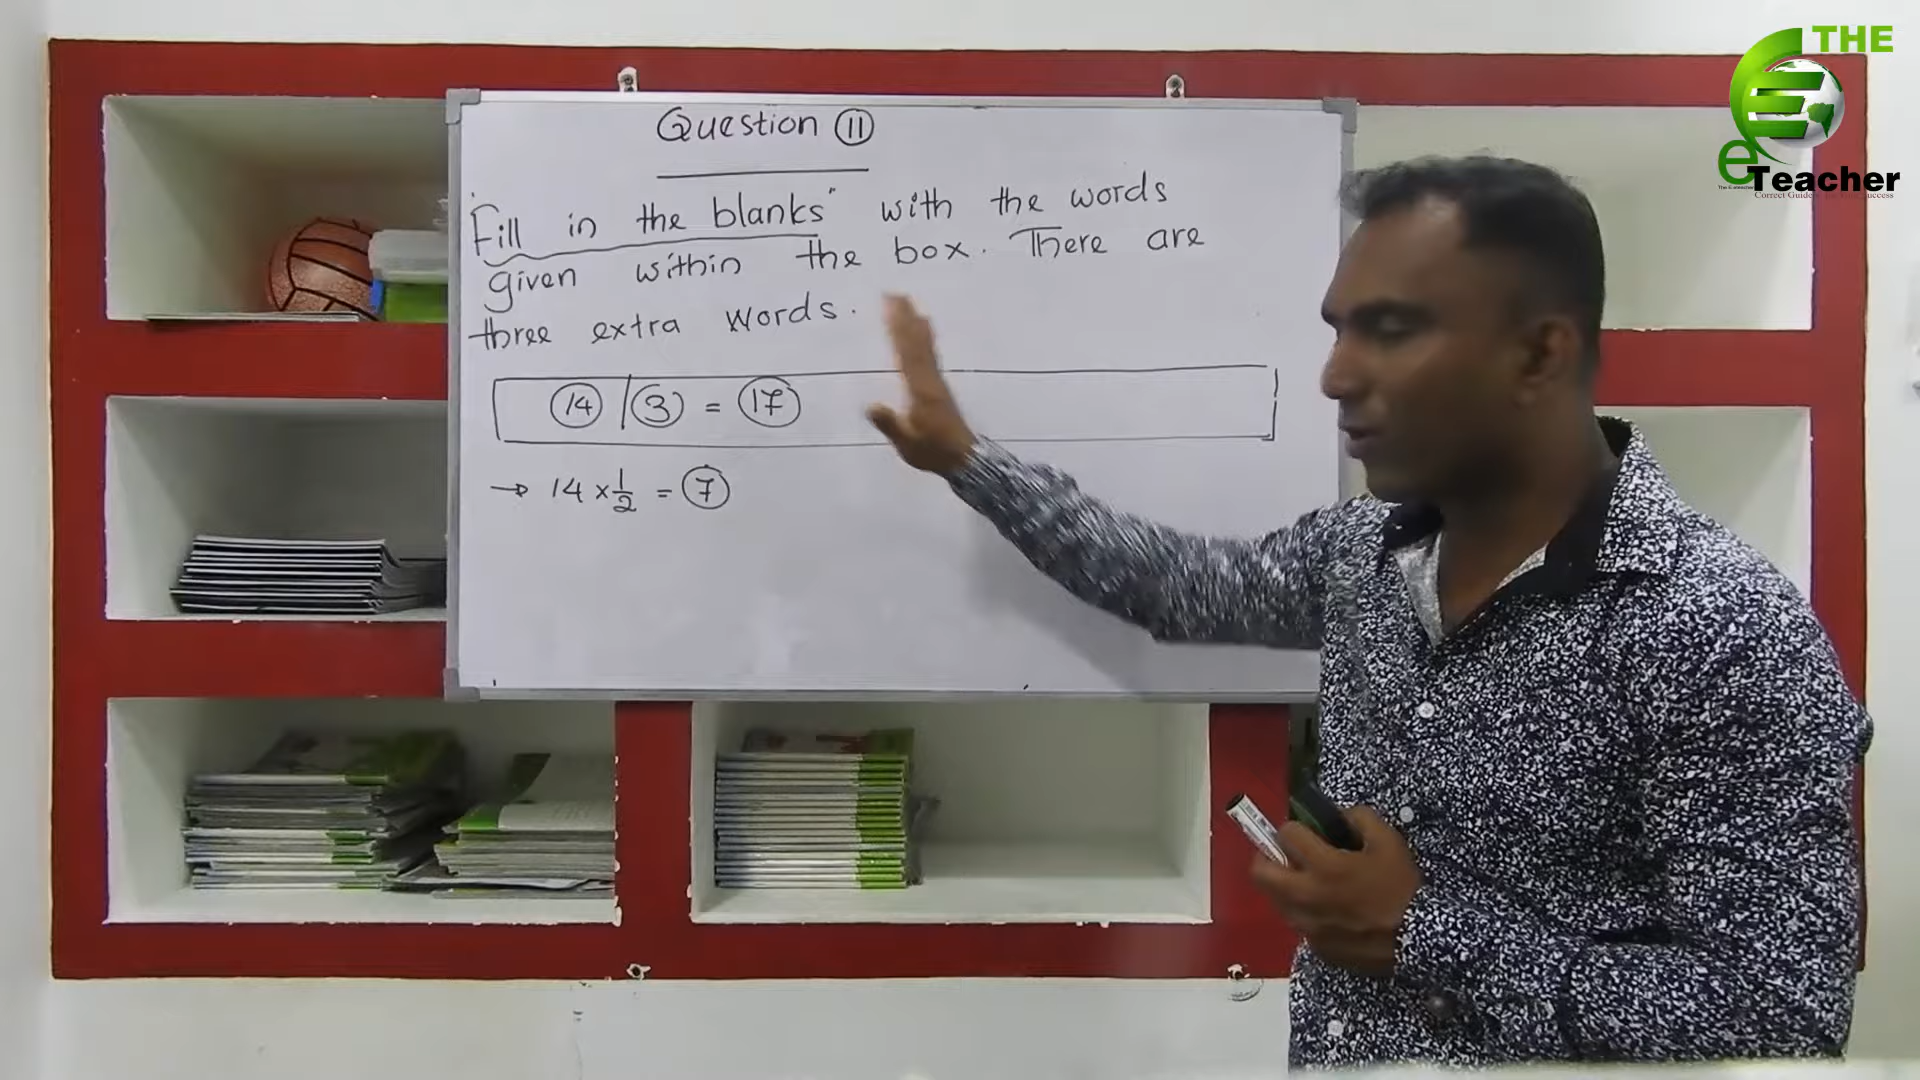 THE
e Teacher
Question 11
"Fill in the blanks" with the words
given within the box. There are
three extra words.
14 / 3 = 17
→ 14 × 1/2 = 7